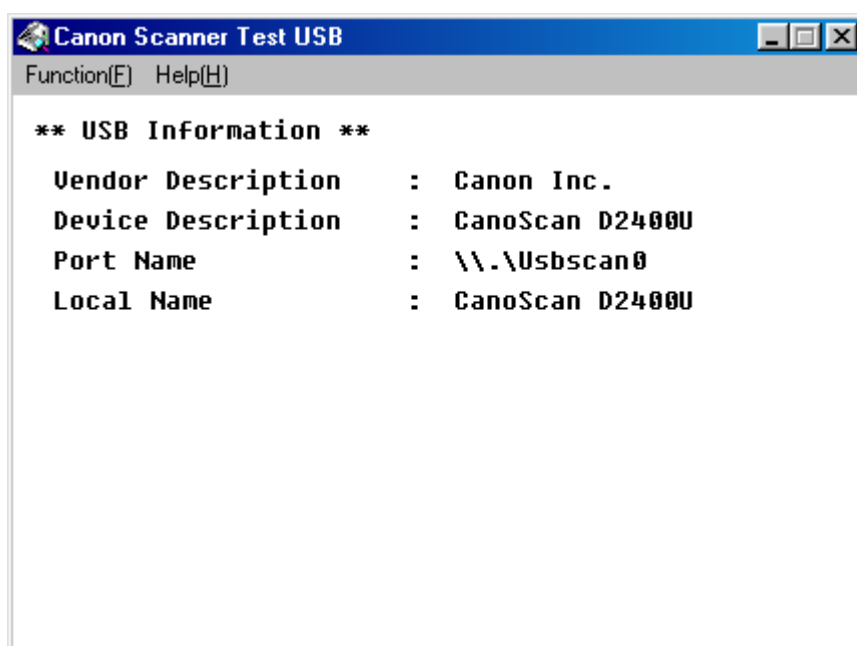 Canon Scanner Test USB
Function(F) Help(H)
** USB Information **
Vendor Description : Canon Inc.
Device Description : CanoScan D2400U
Port Name : \\.\Usbscan0
Local Name : CanoScan D2400U